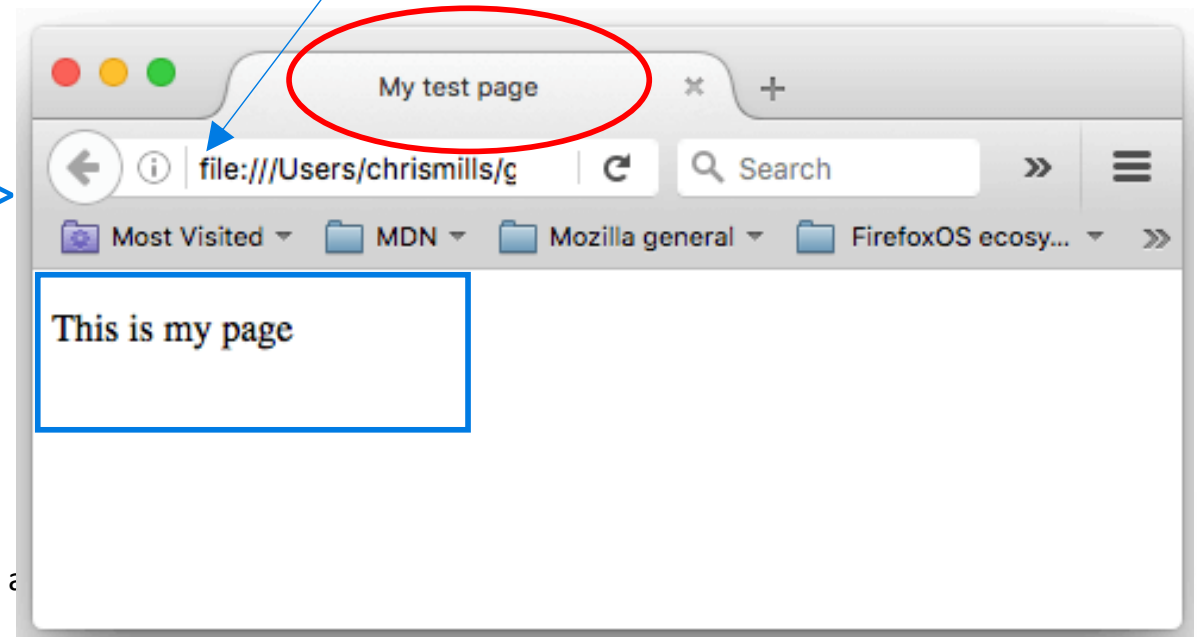 My test page
file:///Users/chrismills/g
Search
>
Most Visited MDN Mozilla general FirefoxOS ecosy...
This is my page